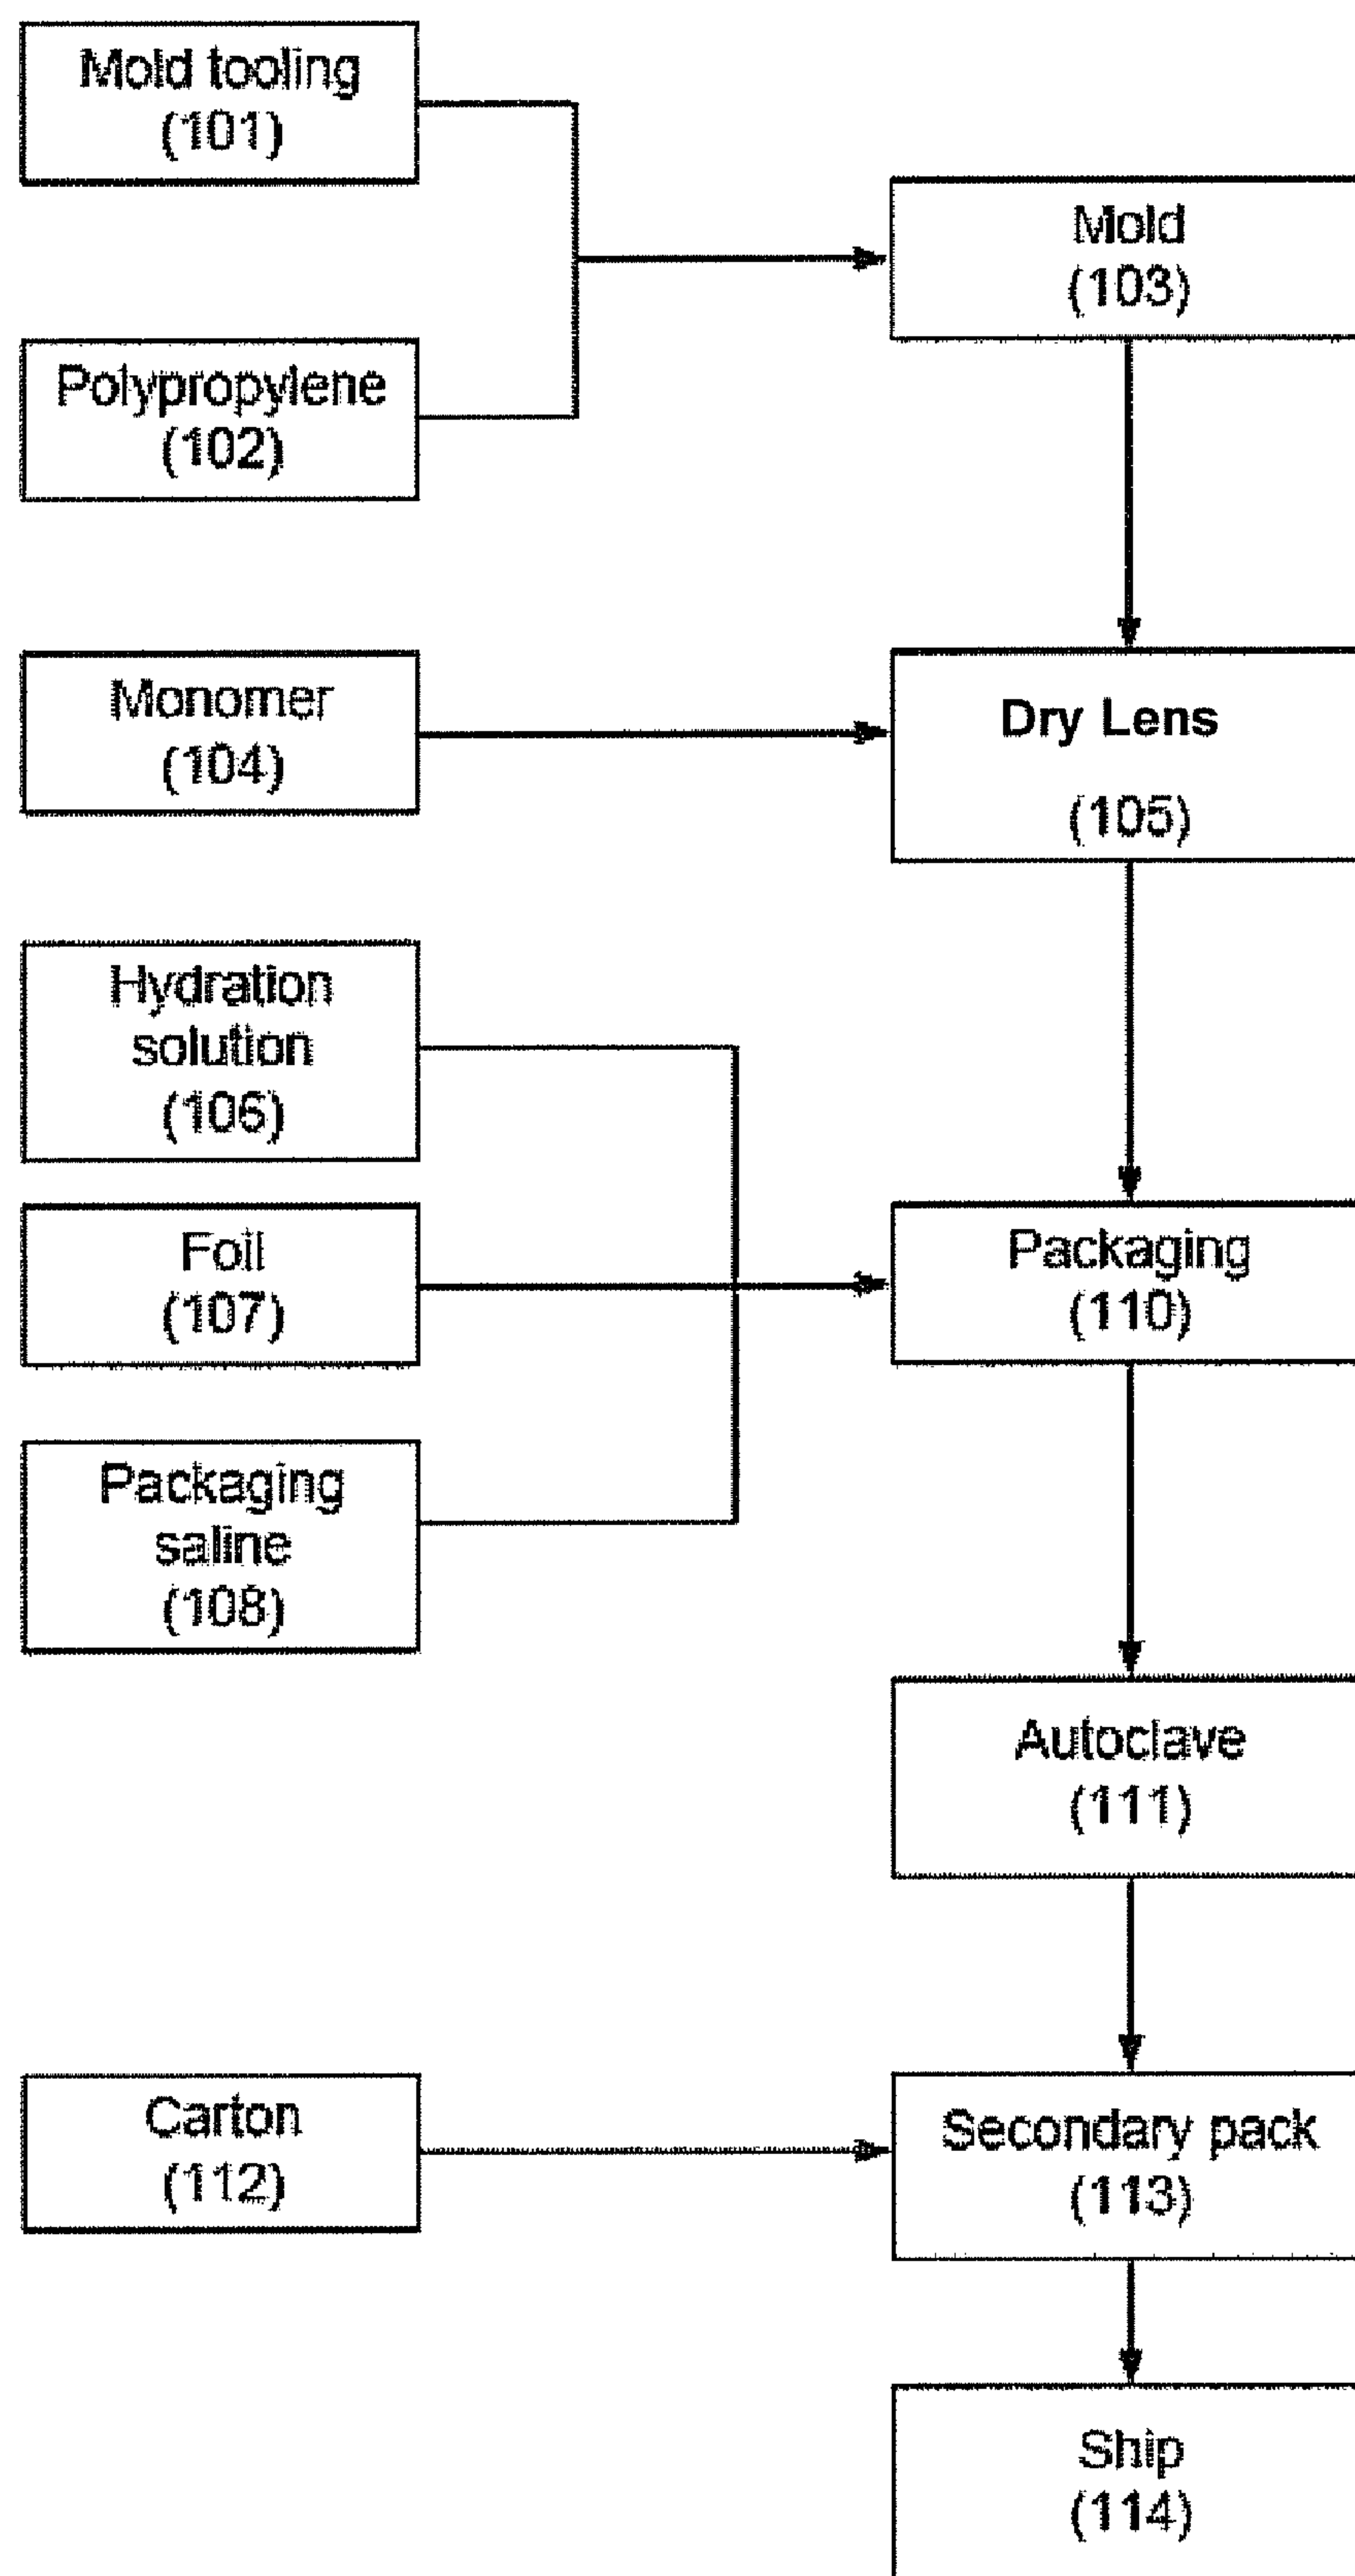 Mold tooling
(101)
Mold
(103)
Polypropylene
(102)
Monomer
(104)
Dry Lens
(105)
Hydration
solution
(106)
Foil
(107)
Packaging
(110)
Packaging
saline
(108)
Autoclave
(111)
Carton
(112)
Secondary pack
(113)
Ship
(114)